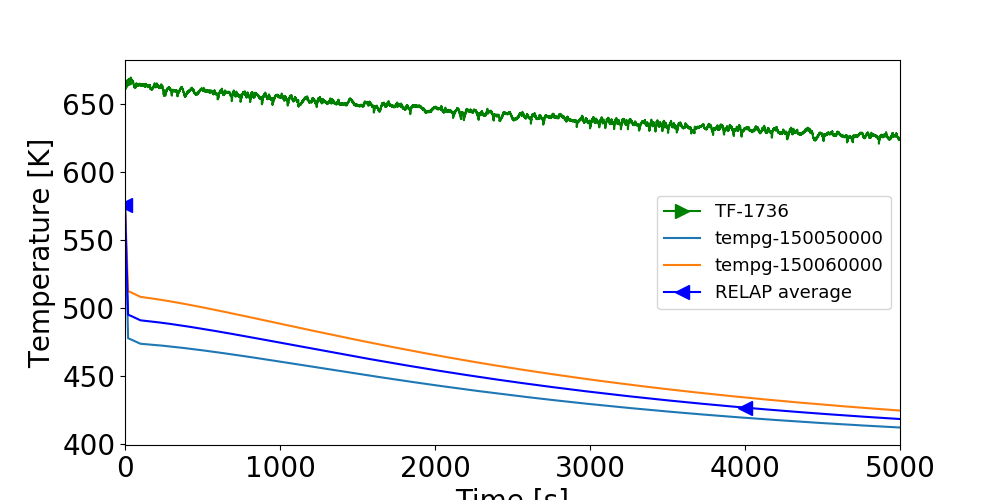 Temperature [K]
650
600
550
500
450
400
0 1000 2000 3000 4000 5000
Time [s]
TF-1736
tempg-150050000
tempg-150060000
RELAP average